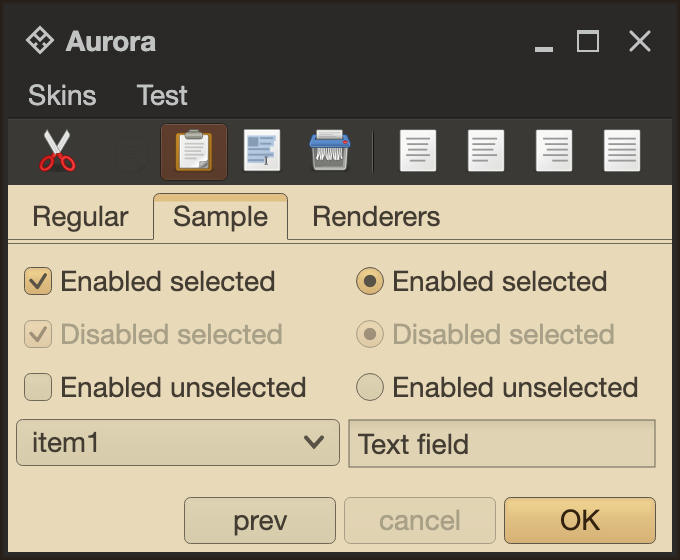 Aurora
Skins Test
Regular Sample Renderers
Enabled selected Enabled selected
Disabled selected Disabled selected
Enabled unselected Enabled unselected
item1 Text field
prev cancel OK